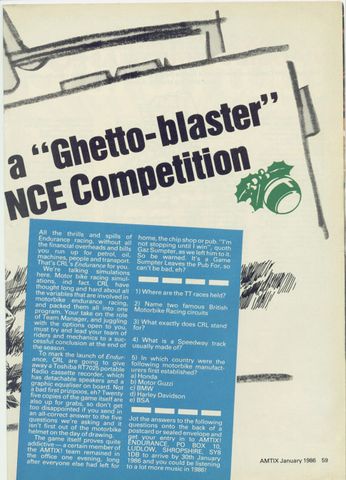 a "Ghetto-blaster"
NCE Competition
All the thrills and spills of
Endurance racing, without all
the financial overheads and bills
you run up for petrol, oil,
machines, people and transport.
That's CRL's Endurance for you.
We're talking simulations
here. Motor bike racing simul-
ations, and fact CRL have
thought long and hard about all
the variables that are involved in
motorbike endurance racing,
and packed them all into one
program. Your take on the role
of Team Manager, and juggling
with the options open to you,
must try and lead your team of
riders and mechanics to a suc-
cessful conclusion at the end of
the season.
To mark the launch of Endur-
ance, CRL are going to give
away a Toshiba RT7025 portable
Radio cassette recorder, which
has detachable speakers and a
graphic equaliser on board. Not
a bad first prizipoos, eh? Twenty
five copies of the game itself are
also up for grabs, so don't get
too disappointed if you send in
an all correct answer to the five
questions we're asking and it
isn't first out of the motorbike
helmet on the day of drawing.
The game itself proves quite
addictive — a certain member of
the AMTIX! team remained in
the office one evening, long
after everyone else had left for
home, the chip shop or pub. "I'm
not stopping until I win", quoth
Gaz Sumpter, as we left him to it.
So be warned. It's a Game
Sumpter Leaves the Pub For, so
can't be bad, eh?
1) Where are the TT races held?
2) Name two famous British
Motorbike Racing circuits
3) What exactly does CRL stand
for?
4) What is a Speedway track
usually made of?
5) In which country were the
following motorbike manufact-
urers first established?
a) Honda
b) Motor Guzzi
c) BMW
d) Harley Davidson
e) BSA
Jot the answers to the following
questions onto the back of a
postcard or sealed envelope and
get your entry in to AMTIX!
ENDURANCE, PO BOX 10,
LUDLOW, SHROPSHIRE, SY8
1DB to arrive by 30th January
1986 and you could be listening
to a lot more music in 1986!
AMTIX January 1986 59